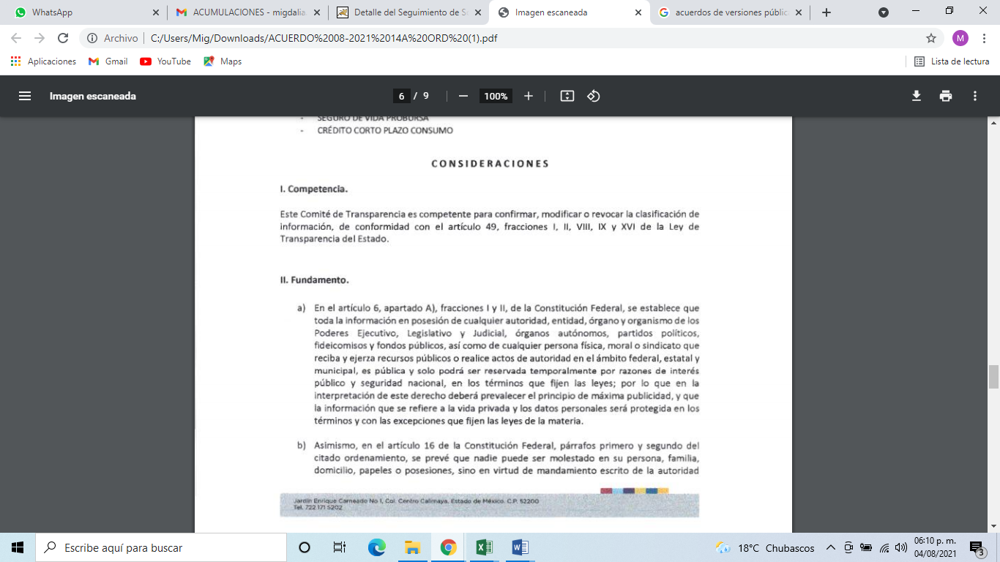 WhatsApp
ACUMULACIONES - migdalia.
Detalle del Seguimiento de S
Imagen escaneada
acuerdos de versiones públic
Archivo
C:/Users/Mig/Downloads/ACUERDO%2008-2021%2014A%20ORD%20(1).pdf
M
Aplicaciones
Gmail
YouTube
Maps
Lista de lectura
Imagen escaneada
6 / 9
100%
- SEGURO DE VIDA PROBURSA
- CRÉDITO CORTO PLAZO CONSUMO
CONSIDERACIONES
I. Competencia.
Este Comité de Transparencia es competente para confirmar, modificar o revocar la clasificación de
información, de conformidad con el artículo 49, fracciones I, II, VIII, IX y XVI de la Ley de
Transparencia del Estado.
II. Fundamento.
a) En el artículo 6, apartado A), fracciones I y II, de la Constitución Federal, se establece que
toda la información en posesión de cualquier autoridad, entidad, órgano y organismo de los
Poderes Ejecutivo, Legislativo y Judicial, órganos autónomos, partidos políticos,
fideicomisos y fondos públicos, así como de cualquier persona física, moral o sindicato que
reciba y ejerza recursos públicos o realice actos de autoridad en el ámbito federal, estatal y
municipal, es pública y solo podrá ser reservada temporalmente por razones de interés
público y seguridad nacional, en los términos que fijen las leyes; por lo que en la
interpretación de este derecho deberá prevalecer el principio de máxima publicidad, y que
la información que se refiere a la vida privada y los datos personales será protegida en los
términos y con las excepciones que fijen las leyes de la materia.
b) Asimismo, en el artículo 16 de la Constitución Federal, párrafos primero y segundo del
citado ordenamiento, se prevé que nadie puede ser molestado en su persona, familia,
domicilio, papeles o posesiones, sino en virtud de mandamiento escrito de la autoridad
Jardín Enrique Carneado No 1, Col. Centro Calimaya, Estado de México. C.P. 52200
Tel. 722 171 5202
Escribe aquí para buscar
18°C Chubascos
06:10 p. m.
04/08/2021
3